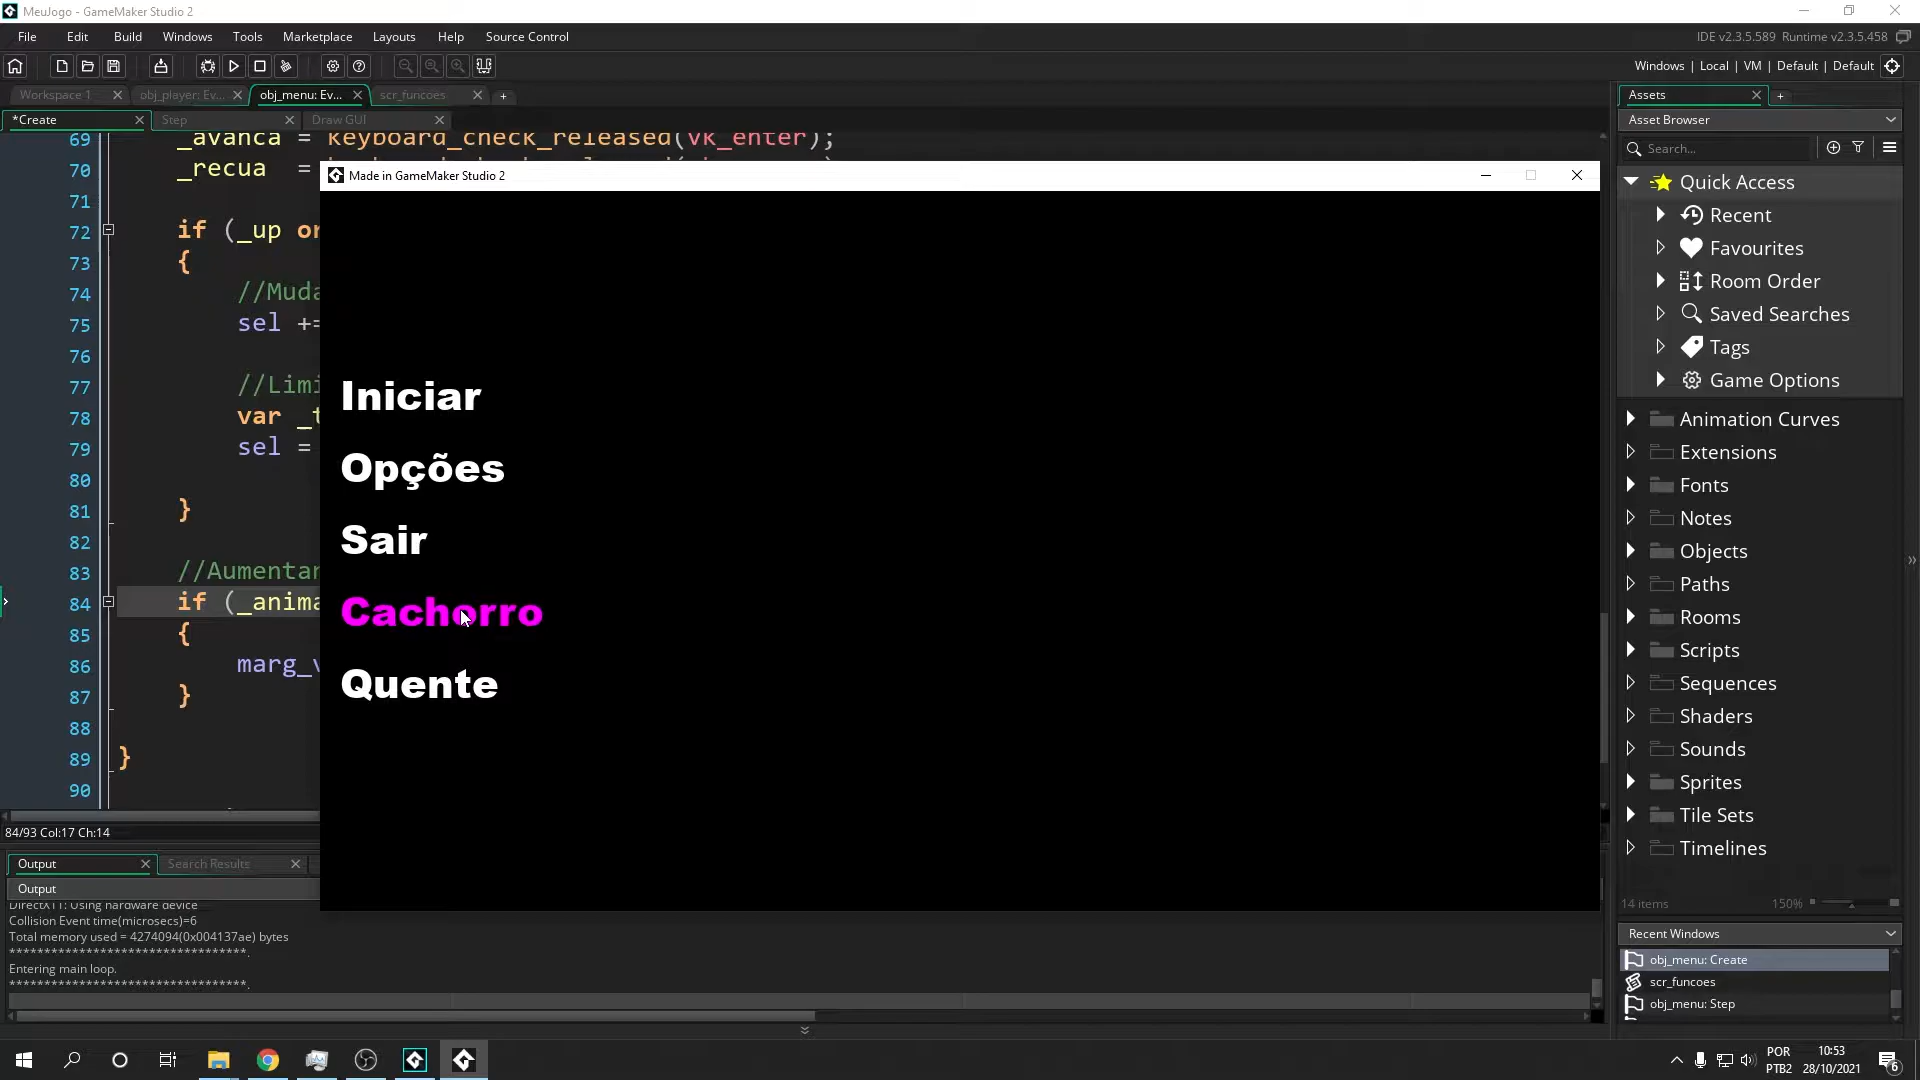 MeuJogo - GameMaker Studio 2
File Edit Build Windows Tools Marketplace Layouts Help Source Control
IDE v2.3.5.589 Runtime v2.3.5.458
Windows | Local | VM | Default | Default
Workspace 1 obj_player: Ev... obj_menu: Ev... scr_funcoes
*Create Step Draw GUI
69 _avanca = keyboard_check_released(vk_enter);
70 _recua =
71
72 if (_up or
73 {
74 //Muda
75 sel +=
76
77 //Limi
78 var _t
79 sel =
80
81 }
82
83 //Aumentar
84 if (_anima
85 {
86 marg_v
87 }
88
89 }
90
84/93 Col:17 Ch:14
Made in GameMaker Studio 2
Iniciar
Opções
Sair
Cachorro
Quente
Output Search Results
Output
DirectX11: Using hardware device
Collision Event time(microsecs)=6
Total memory used = 4274094(0x004137ae) bytes
**********************************.
Entering main loop.
**********************************.
Assets
Asset Browser
Search...
Quick Access
Recent
Favourites
Room Order
Saved Searches
Tags
Game Options
Animation Curves
Extensions
Fonts
Notes
Objects
Paths
Rooms
Scripts
Sequences
Shaders
Sounds
Sprites
Tile Sets
Timelines
14 items 150%
Recent Windows
obj_menu: Create
scr_funcoes
obj_menu: Step
POR
PTB2
10:53
28/10/2021
6